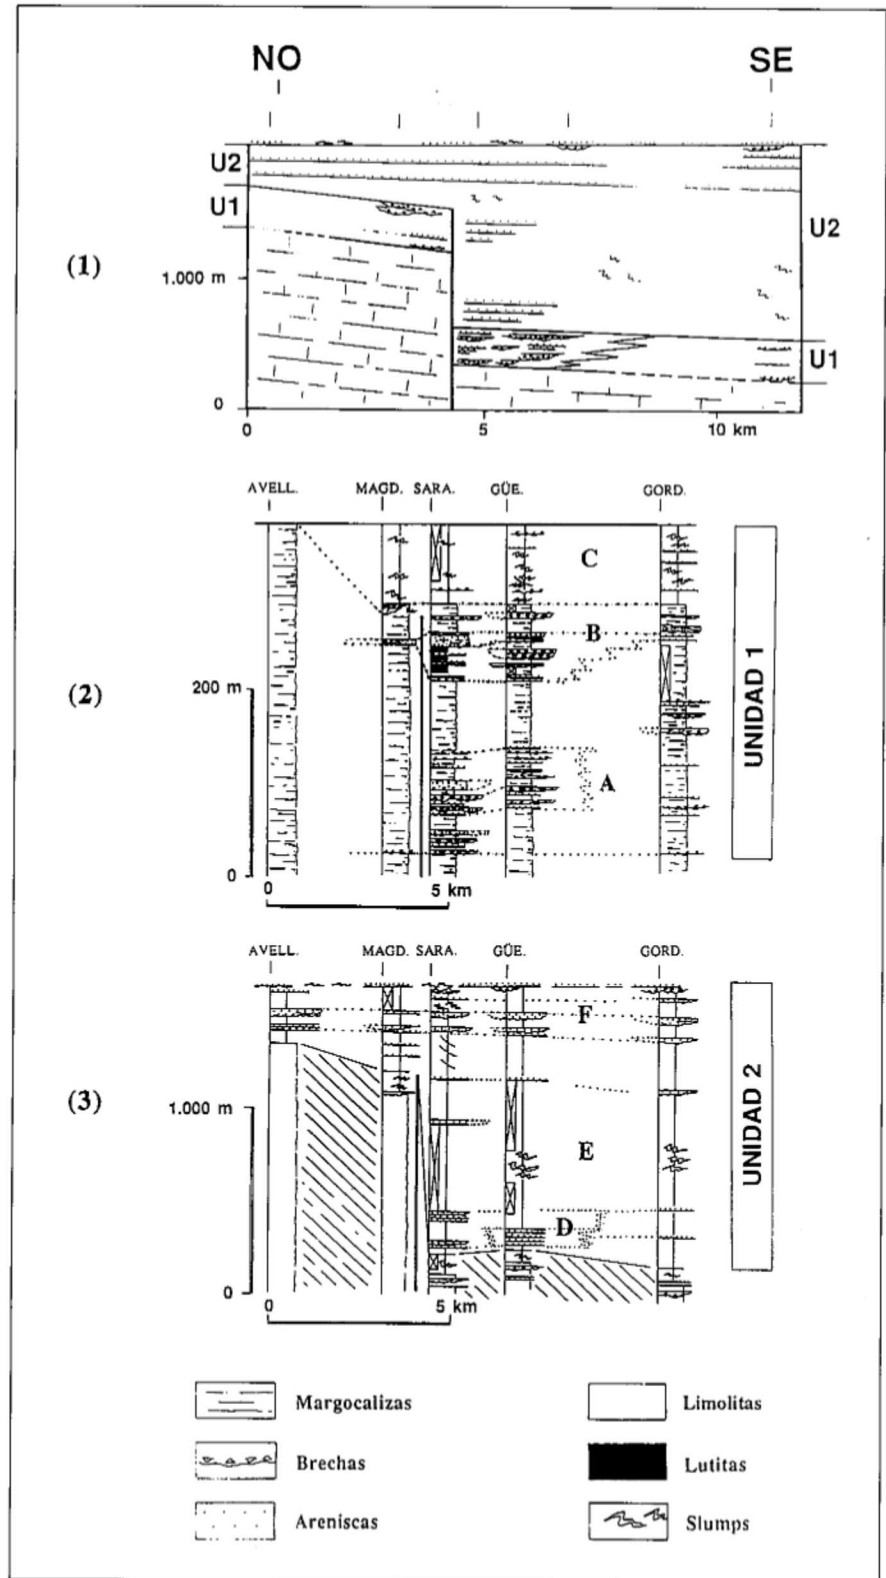 NO SE
U2
U1
U2
U1
(1)
1.000 m
0
0 5 10 km
AVELL. MAGD. SARA. GÜE. GORD.
C
B
A
(2)
200 m
0
0 5 km
UNIDAD 1
AVELL. MAGD. SARA. GÜE. GORD.
F
E
D
(3)
1.000 m
0
0 5 km
UNIDAD 2
Margocalizas Limolitas
Brechas Lutitas
Areniscas Slumps